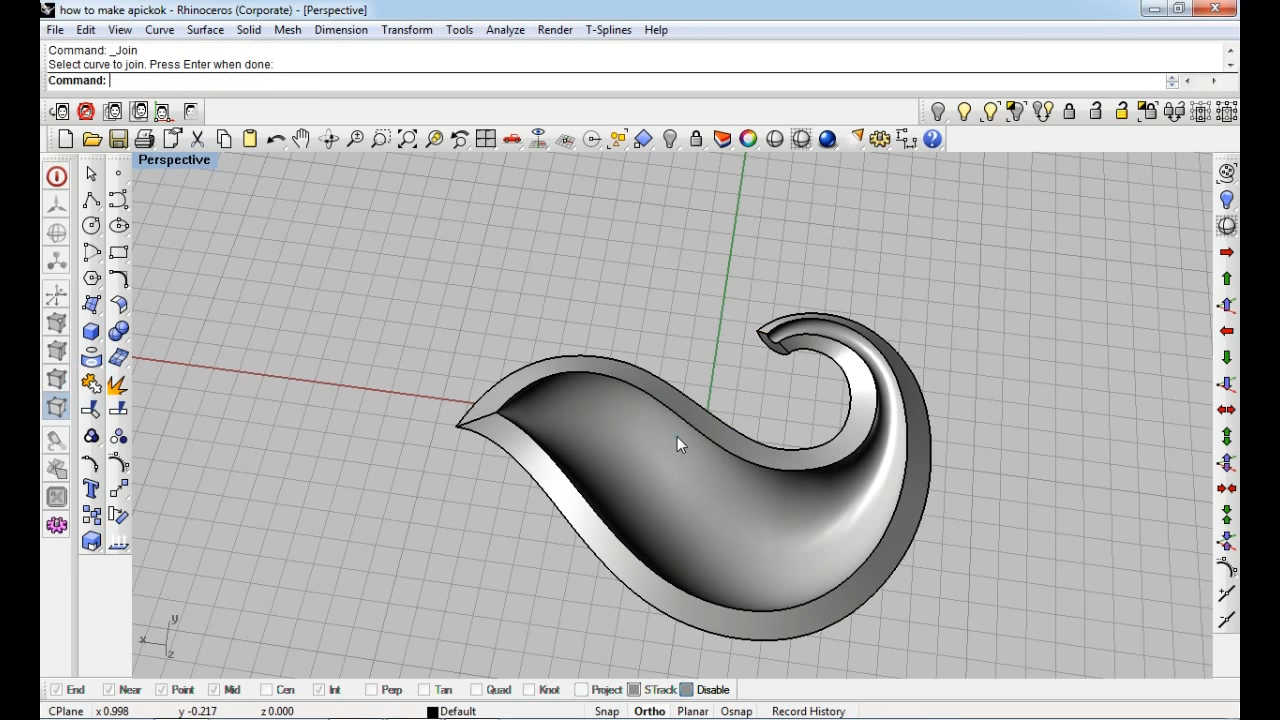 how to make apickok - Rhinoceros (Corporate) - [Perspective]
File Edit View Curve Surface Solid Mesh Dimension Transform Tools Analyze Render T-Splines Help
Command: _Join
Select curve to join. Press Enter when done:
Command:
Perspective
y
x
z
End Near Point Mid Cen Int Perp Tan Quad Knot Project STrack Disable
CPlane x 0.998 y -0.217 z 0.000 Default Snap Ortho Planar Osnap Record History